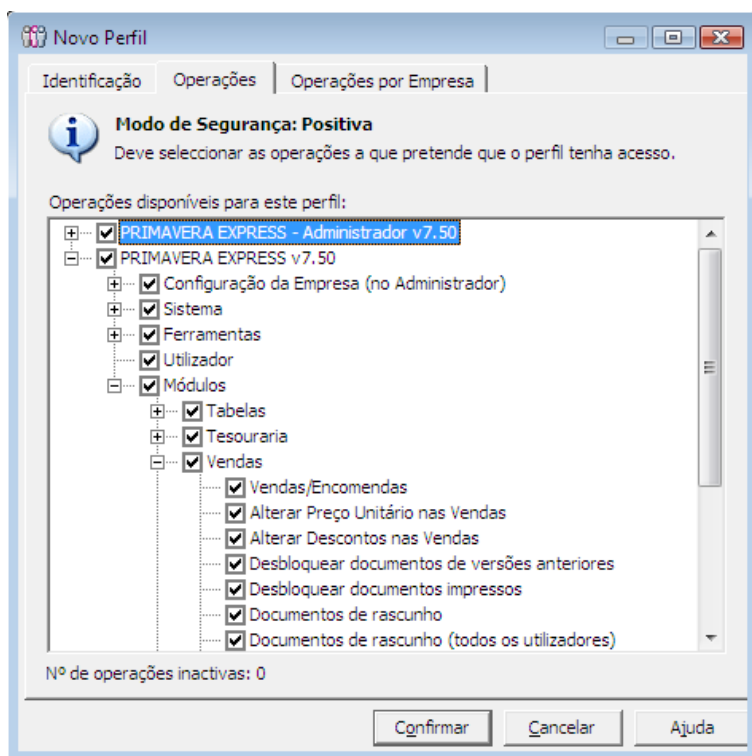 Novo Perfil
Identificação Operações Operações por Empresa
Modo de Segurança: Positiva
Deve seleccionar as operações a que pretende que o perfil tenha acesso.
Operações disponíveis para este perfil:
PRIMAVERA EXPRESS - Administrador v7.50
PRIMAVERA EXPRESS v7.50
Configuração da Empresa (no Administrador)
Sistema
Ferramentas
Utilizador
Módulos
Tabelas
Tesouraria
Vendas
Vendas/Encomendas
Alterar Preço Unitário nas Vendas
Alterar Descontos nas Vendas
Desbloquear documentos de versões anteriores
Desbloquear documentos impressos
Documentos de rascunho
Documentos de rascunho (todos os utilizadores)
Nº de operações inactivas: 0
Confirmar Cancelar Ajuda